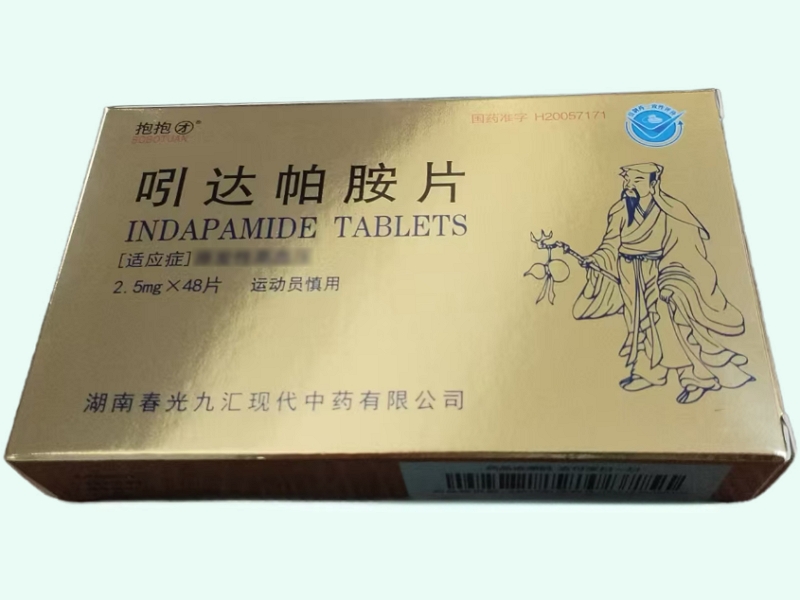 抱抱团®
国药准字 H20057171
吲达帕胺片
INDAPAMIDE TABLETS
[适应症]
2.5mg×48片 运动员慎用
湖南春光九汇现代中药有限公司